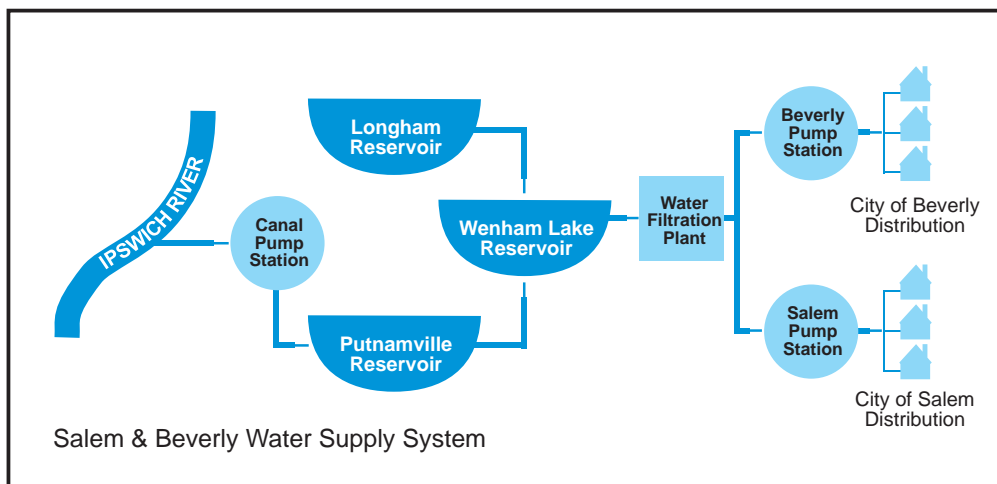 IPSWICH RIVER
Canal
Pump
Station
Longham
Reservoir
Putnamville
Reservoir
Wenham Lake
Reservoir
Water
Filtration
Plant
Beverly
Pump
Station
City of Beverly
Distribution
Salem
Pump
Station
City of Salem
Distribution
Salem & Beverly Water Supply System